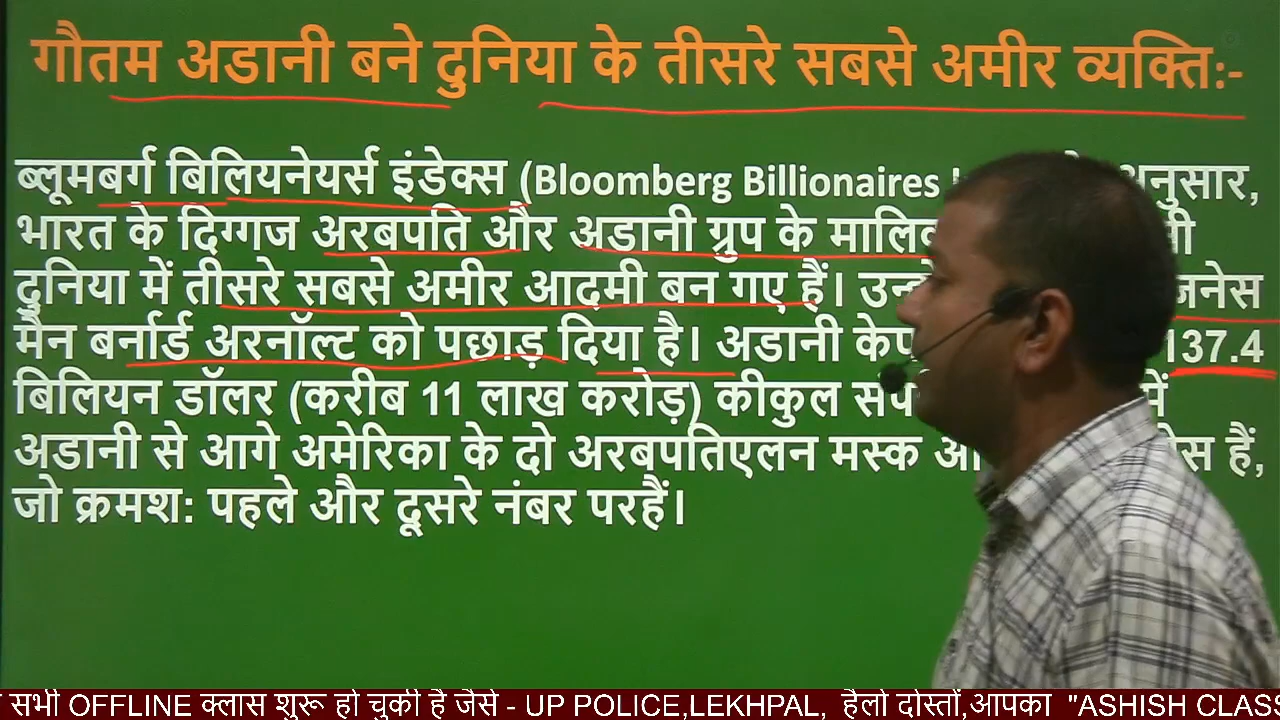 गौतम अडानी बने दुनिया के तीसरे सबसे अमीर व्यक्ति:-
ब्लूमबर्ग बिलियनेयर्स इंडेक्स (Bloomberg Billionaires अनुसार,
भारत के दिग्गज अरबपति और अडानी ग्रुप के
दुनिया में तीसरे सबसे अमीर आदमी बन गए हैं।
मैन बर्नार्ड अरनॉल्ट को पछाड़ दिया है। अडानी 137.4
बिलियन डॉलर (करीब 11 लाख करोड़) कीकुल में
अडानी से आगे अमेरिका के दो अरबपतिएलन मस्क हैं,
जो क्रमश: पहले और दूसरे नंबर परहैं।
सभी OFFLINE क्लास शुरू हो चुकी है जैसे - UP POLICE,LEKHPAL, हैलो दोस्तों,आपका "ASHISH